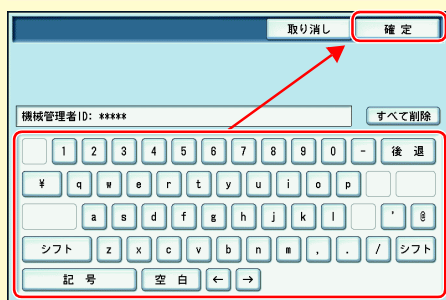 取り消し 確 定
機械管理者ID: ***** すべて削除
1 2 3 4 5 6 7 8 9 0 - 後 退
¥ q w e r t y u i o p
a s d f g h j k l ' @
シフト z x c v b n m , . / シフト
記 号 空 白 ← →